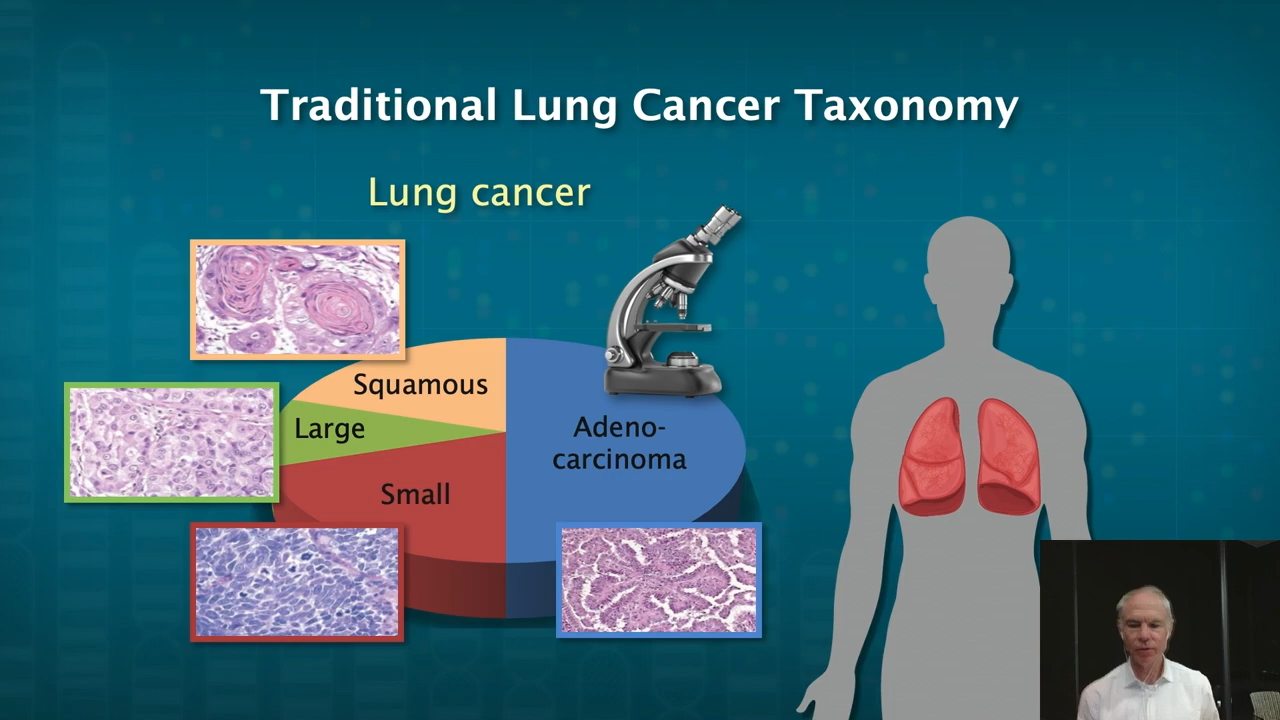 Traditional Lung Cancer Taxonomy
Lung cancer
Squamous
Large
Small
Adeno-
carcinoma